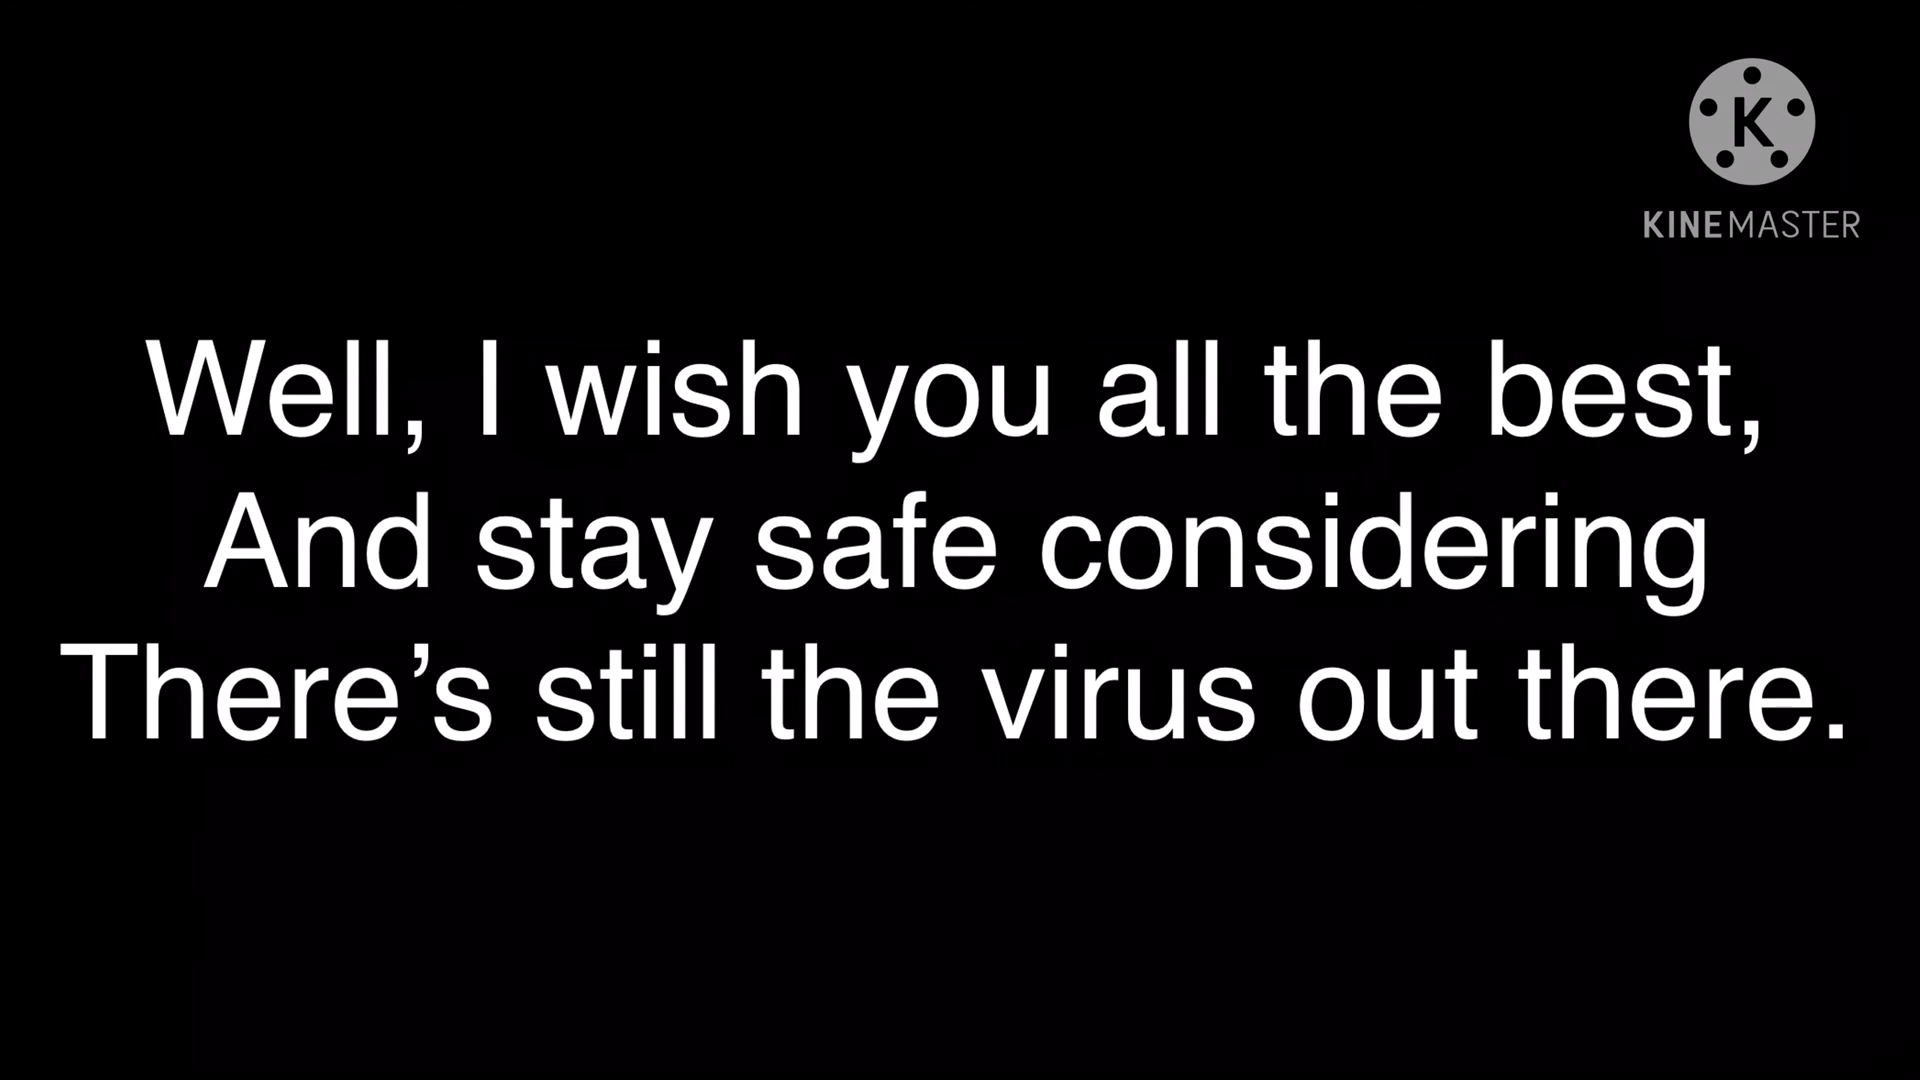 K
KINEMASTER
Well, I wish you all the best,
And stay safe considering
There’s still the virus out there.